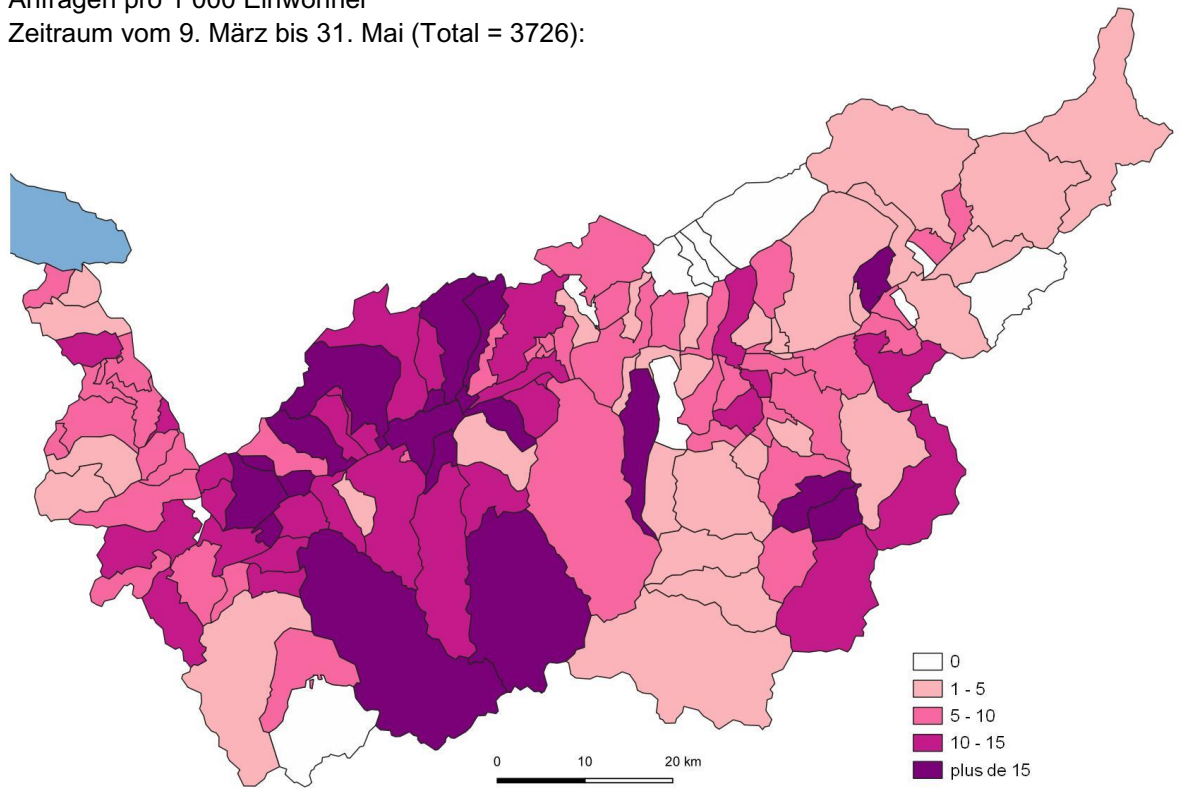 Anfragen pro 1 000 Einwohner
Zeitraum vom 9. März bis 31. Mai (Total = 3726):
0
1 - 5
5 - 10
10 - 15
plus de 15
0 10 20 km